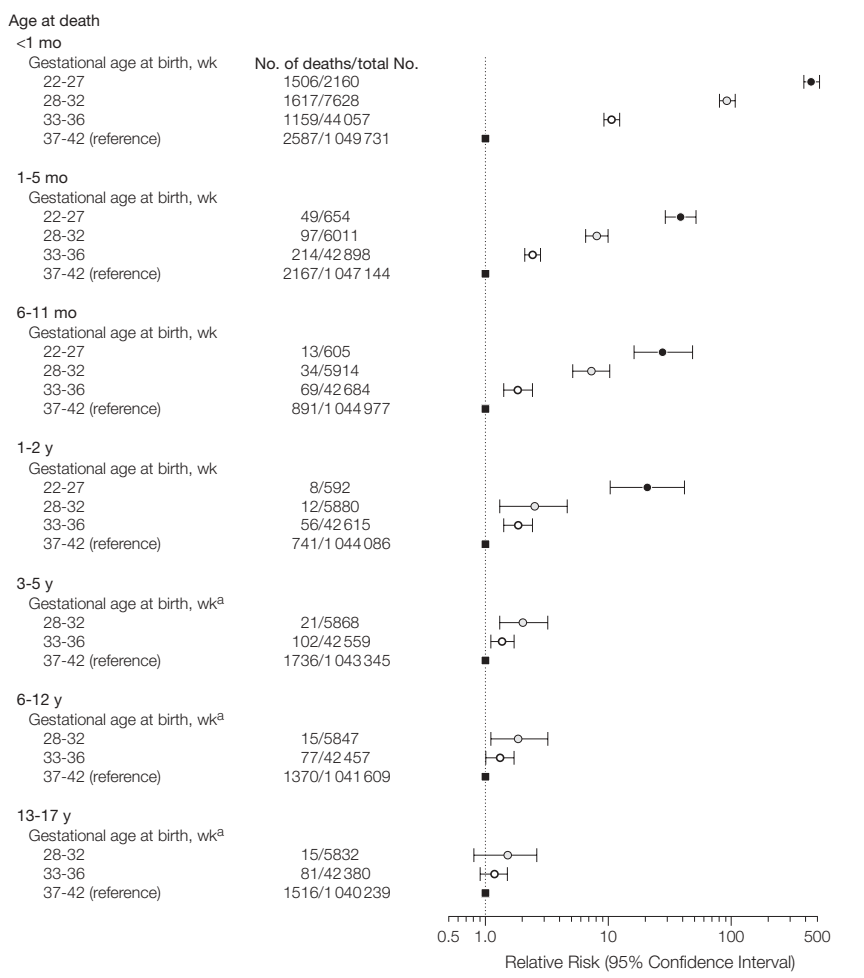 Age at death
<1 mo
Gestational age at birth, wk No. of deaths/total No.
22-27 1506/2160
28-32 1617/7628
33-36 1159/44 057
37-42 (reference) 2587/1 049 731
1-5 mo
Gestational age at birth, wk
22-27 49/654
28-32 97/6011
33-36 214/42 898
37-42 (reference) 2167/1 047 144
6-11 mo
Gestational age at birth, wk
22-27 13/605
28-32 34/5914
33-36 69/42 684
37-42 (reference) 891/1 044 977
1-2 y
Gestational age at birth, wk
22-27 8/592
28-32 12/5880
33-36 56/42 615
37-42 (reference) 741/1 044 086
3-5 y
Gestational age at birth, wkᵃ
28-32 21/5868
33-36 102/42 559
37-42 (reference) 1736/1 043 345
6-12 y
Gestational age at birth, wkᵃ
28-32 15/5847
33-36 77/42 457
37-42 (reference) 1370/1 041 609
13-17 y
Gestational age at birth, wkᵃ
28-32 15/5832
33-36 81/42 380
37-42 (reference) 1516/1 040 239
0.5 1.0 10 100 500
Relative Risk (95% Confidence Interval)